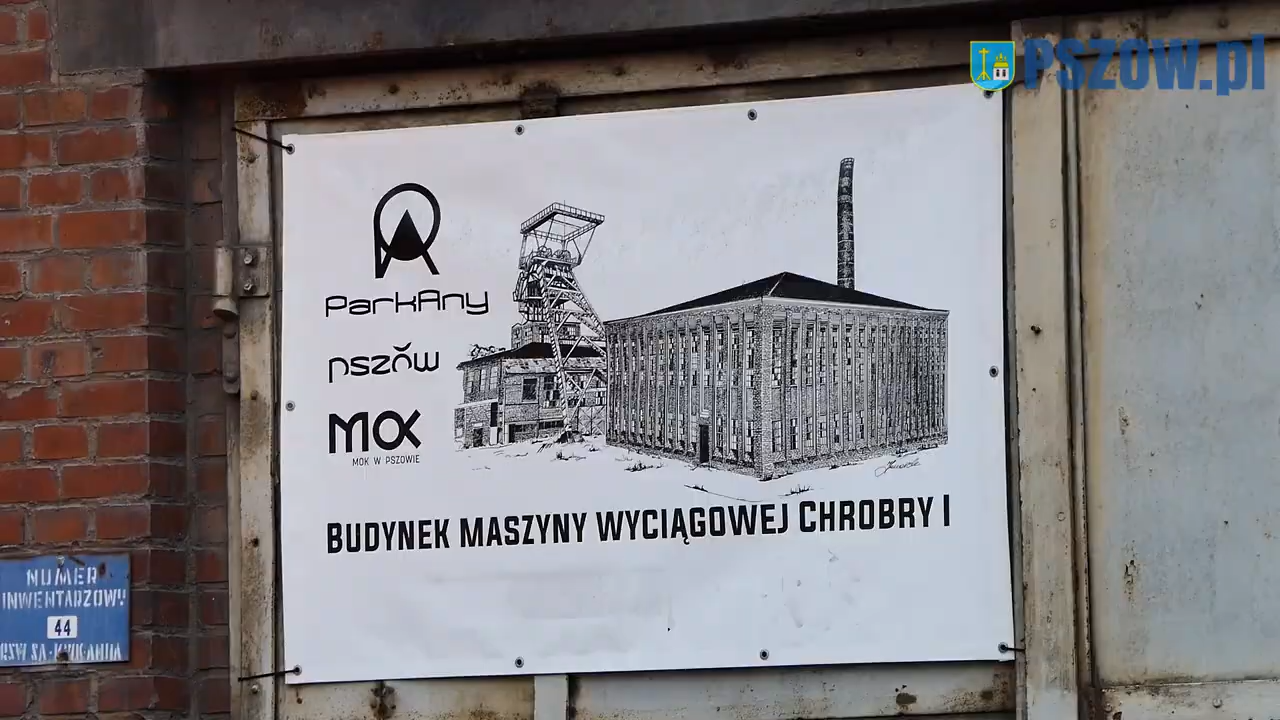 PSZOW.pl
ParkAny
pszów
MOK
MOK W PSZOWIE
BUDYNEK MASZYNY WYCIĄGOWEJ CHROBRY I
NUMER
INWENTARZOWY
44